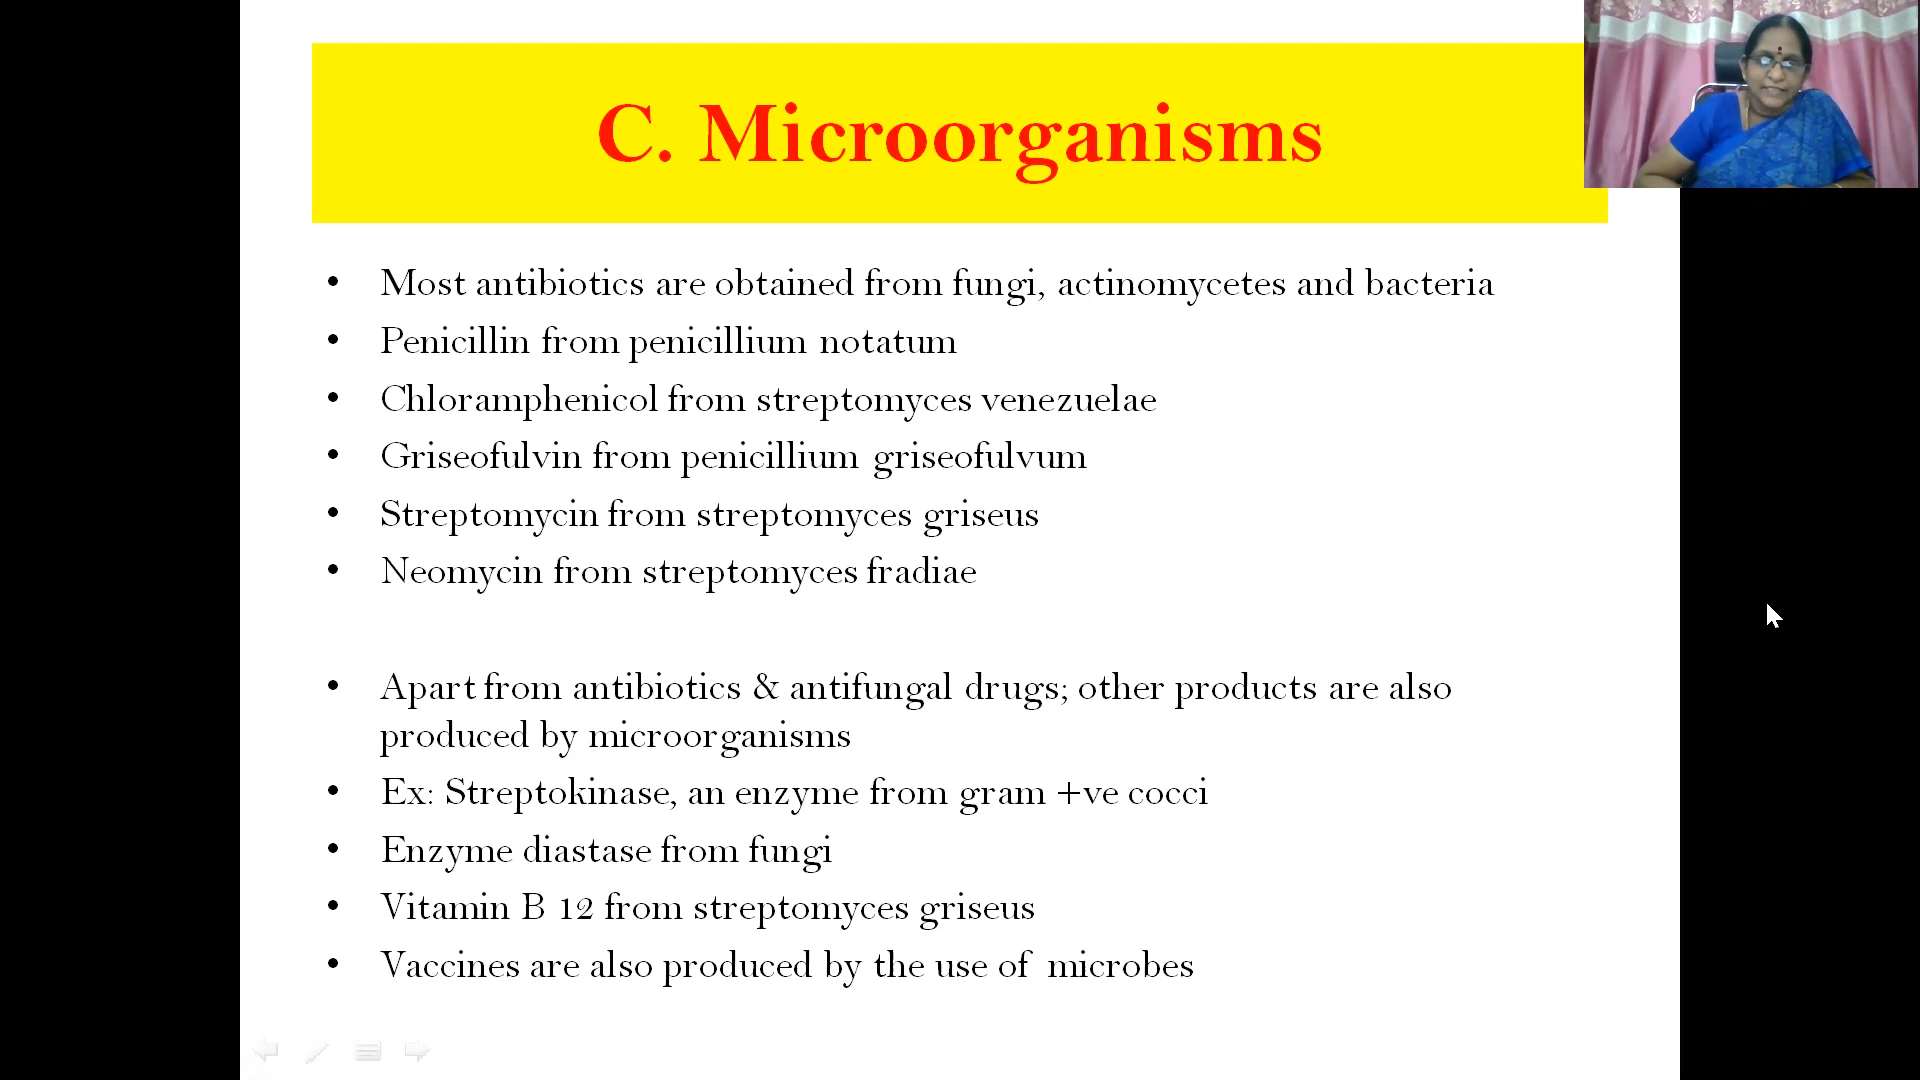 C. Microorganisms
• Most antibiotics are obtained from fungi, actinomycetes and bacteria
• Penicillin from penicillium notatum
• Chloramphenicol from streptomyces venezuelae
• Griseofulvin from penicillium griseofulvum
• Streptomycin from streptomyces griseus
• Neomycin from streptomyces fradiae
• Apart from antibiotics & antifungal drugs; other products are also
produced by microorganisms
• Ex: Streptokinase, an enzyme from gram +ve cocci
• Enzyme diastase from fungi
• Vitamin B 12 from streptomyces griseus
• Vaccines are also produced by the use of microbes